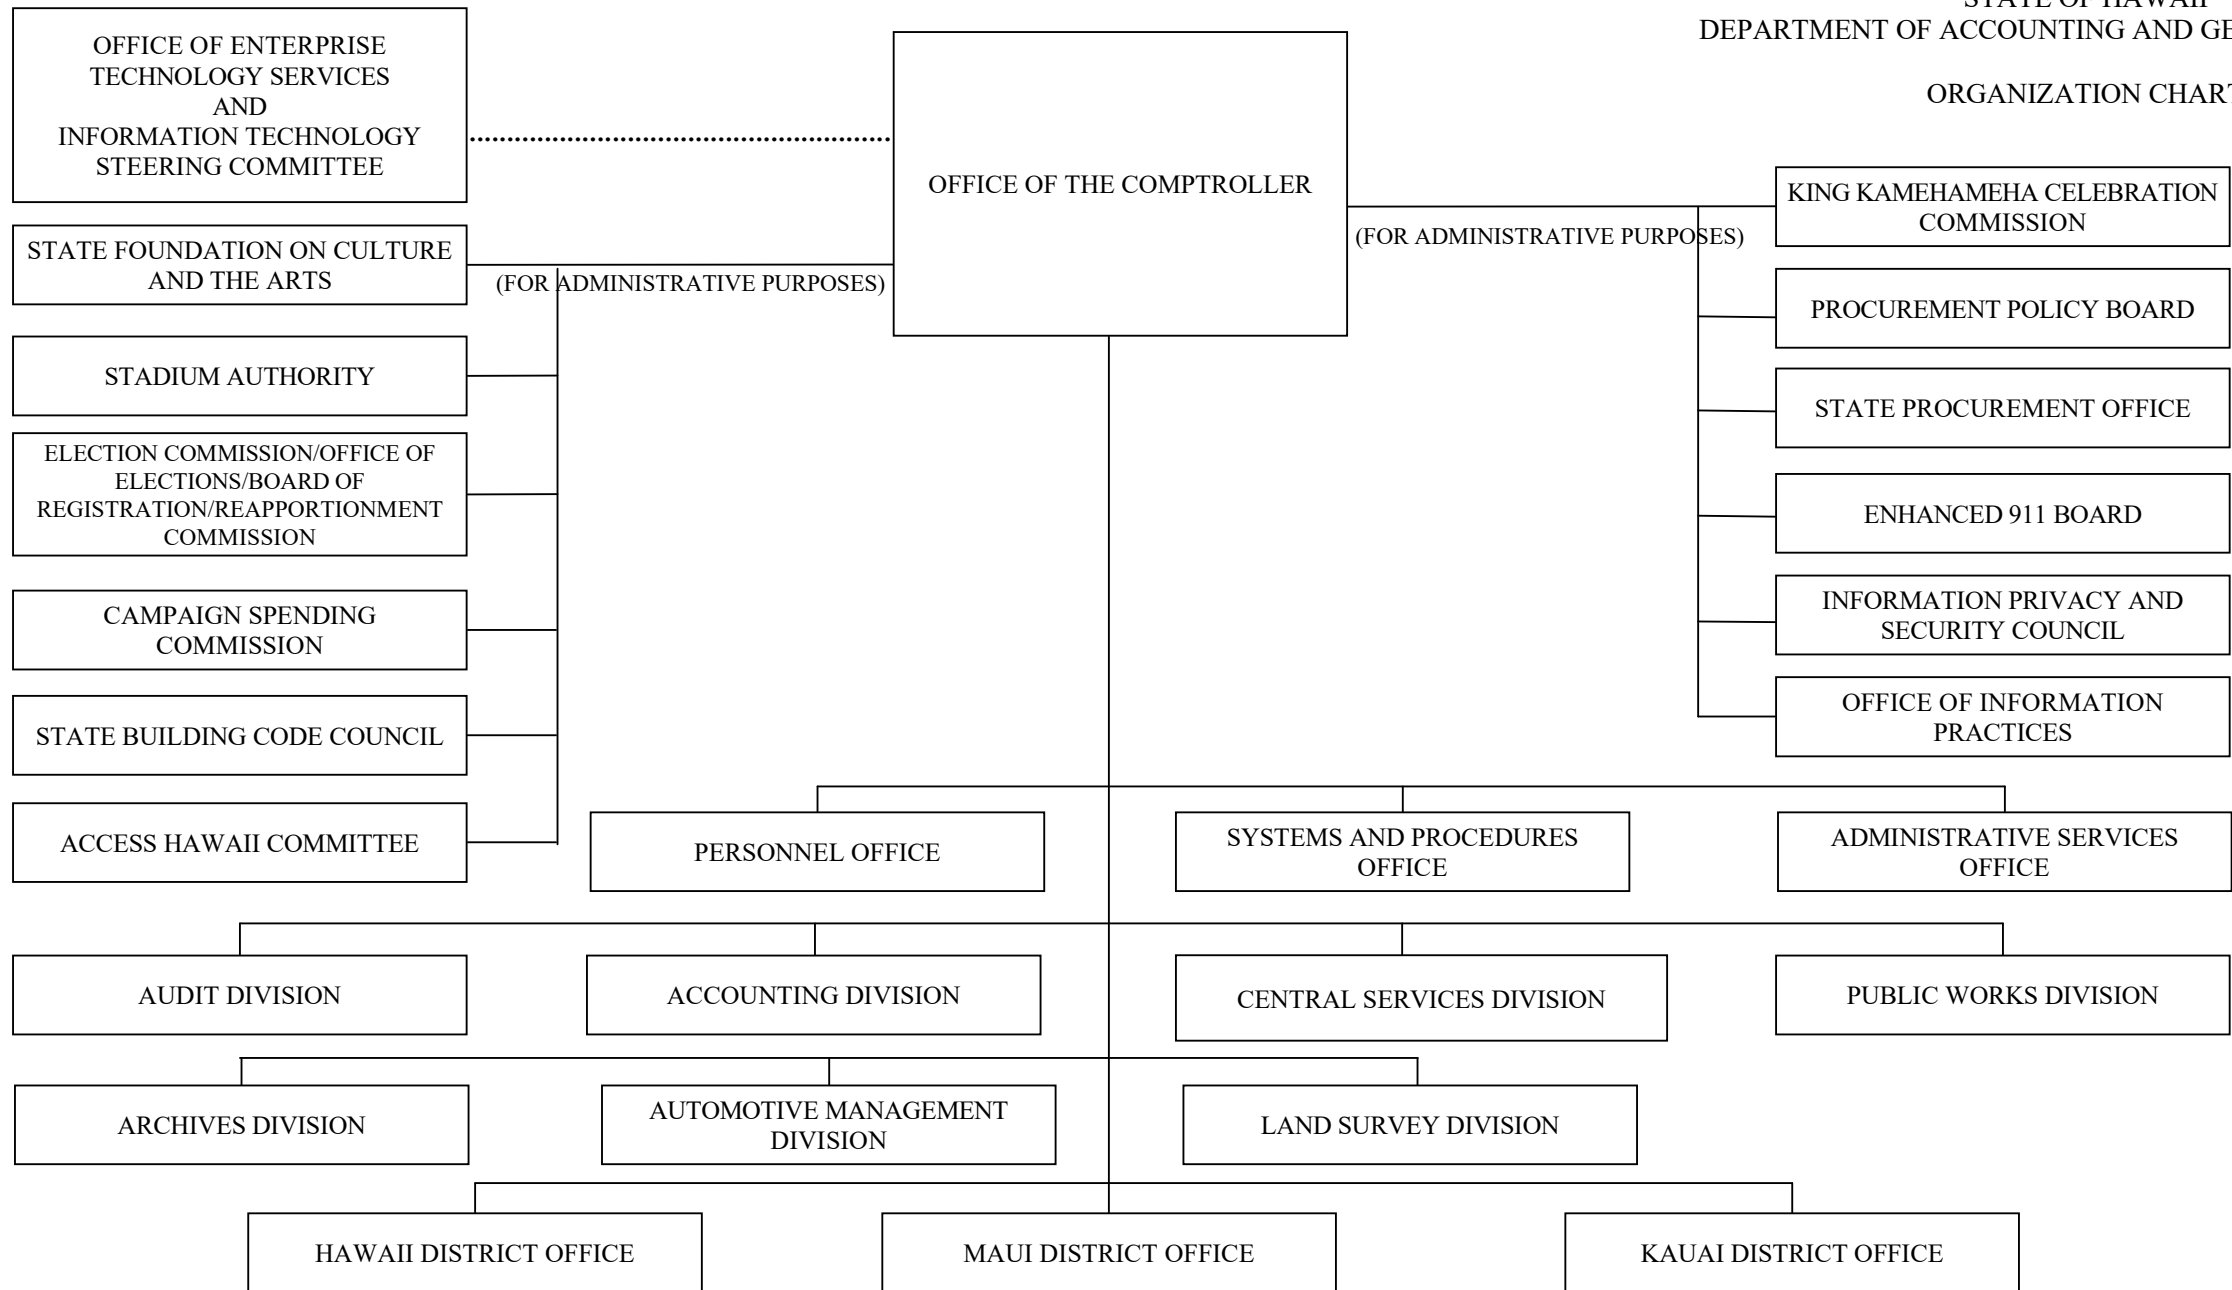 STATE OF HAWAII
DEPARTMENT OF ACCOUNTING AND
ORGANIZATION CHART
OFFICE OF ENTERPRISE
TECHNOLOGY SERVICES
AND
INFORMATION TECHNOLOGY
STEERING COMMITTEE
OFFICE OF THE COMPTROLLER
STATE FOUNDATION ON CULTURE
AND THE ARTS
(FOR ADMINISTRATIVE PURPOSES)
STADIUM AUTHORITY
ELECTION COMMISSION/OFFICE OF
ELECTIONS/BOARD OF
REGISTRATION/REAPPORTIONMENT
COMMISSION
CAMPAIGN SPENDING
COMMISSION
STATE BUILDING CODE COUNCIL
ACCESS HAWAII COMMITTEE
KING KAMEHAMEHA CELEBRATION
COMMISSION
(FOR ADMINISTRATIVE PURPOSES)
PROCUREMENT POLICY BOARD
STATE PROCUREMENT OFFICE
ENHANCED 911 BOARD
INFORMATION PRIVACY AND
SECURITY COUNCIL
OFFICE OF INFORMATION
PRACTICES
PERSONNEL OFFICE
SYSTEMS AND PROCEDURES
OFFICE
ADMINISTRATIVE SERVICES
OFFICE
AUDIT DIVISION
ACCOUNTING DIVISION
CENTRAL SERVICES DIVISION
PUBLIC WORKS DIVISION
ARCHIVES DIVISION
AUTOMOTIVE MANAGEMENT
DIVISION
LAND SURVEY DIVISION
HAWAII DISTRICT OFFICE
MAUI DISTRICT OFFICE
KAUAI DISTRICT OFFICE